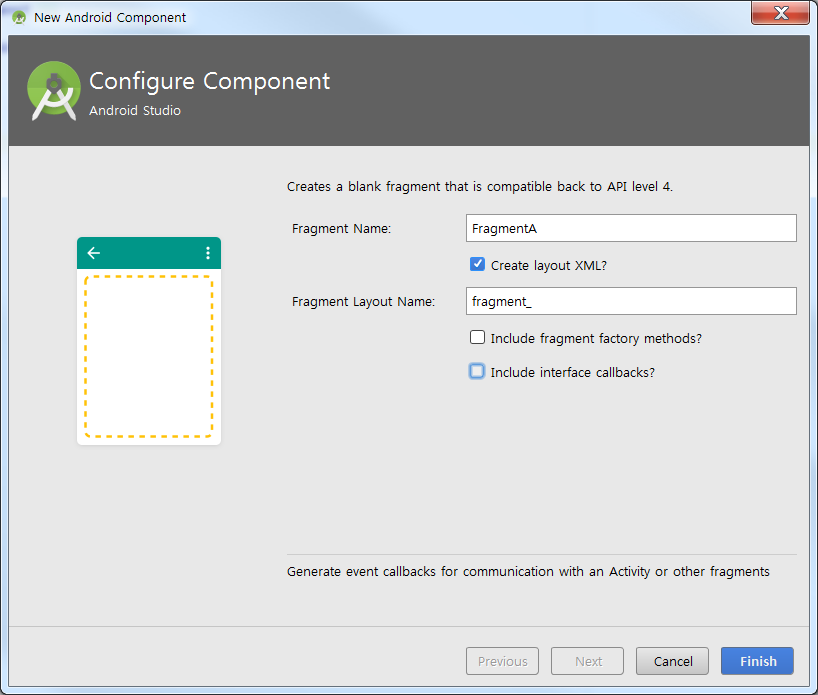 New Android Component
Configure Component
Android Studio
Creates a blank fragment that is compatible back to API level 4.
Fragment Name:
FragmentA
Create layout XML?
Fragment Layout Name:
fragment_
Include fragment factory methods?
Include interface callbacks?
Generate event callbacks for communication with an Activity or other fragments
Previous
Next
Cancel
Finish